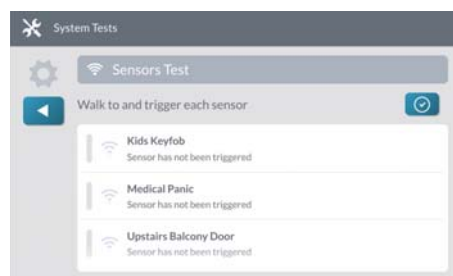 System Tests
Sensors Test
Walk to and trigger each sensor
Kids Keyfob
Sensor has not been triggered
Medical Panic
Sensor has not been triggered
Upstairs Balcony Door
Sensor has not been triggered